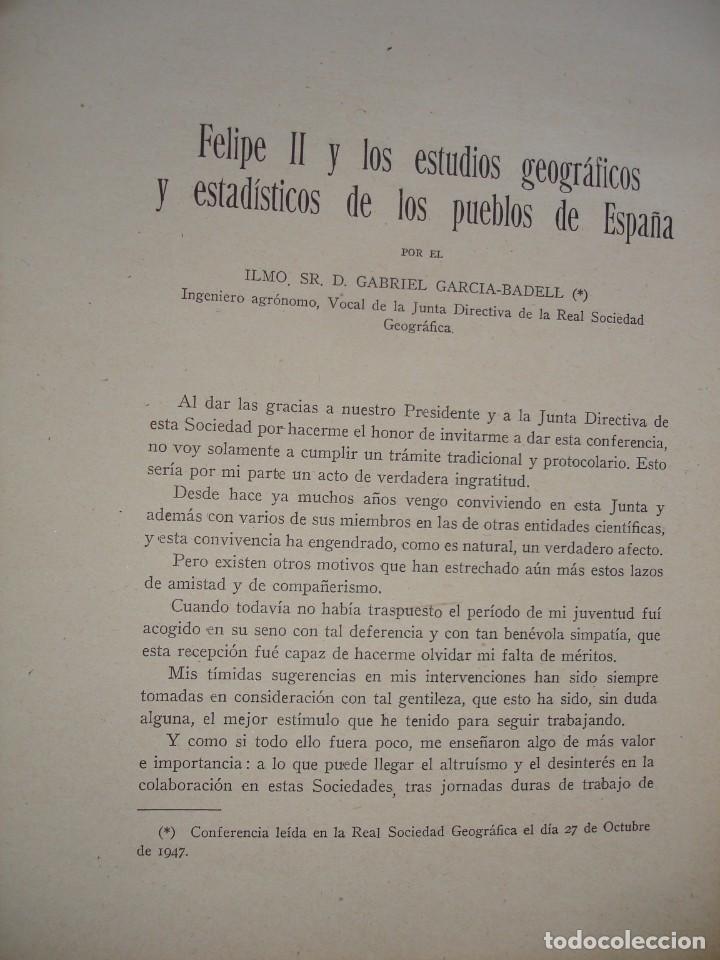 Felipe II y los estudios geográficos
y estadísticos de los pueblos de España
POR EL
ILMO. SR. D. GABRIEL GARCIA-BADELL (*)
Ingeniero agrónomo, Vocal de la Junta Directiva de la Real Sociedad
Geográfica.
Al dar las gracias a nuestro Presidente y a la Junta Directiva de
esta Sociedad por hacerme el honor de invitarme a dar esta conferencia,
no voy solamente a cumplir un trámite tradicional y protocolario. Esto
sería por mi parte un acto de verdadera ingratitud.
Desde hace ya muchos años vengo conviviendo en esta Junta y
además con varios de sus miembros en las de otras entidades científicas,
y esta convivencia ha engendrado, como es natural, un verdadero afecto.
Pero existen otros motivos que han estrechado aún más estos lazos
de amistad y de compañerismo.
Cuando todavía no había traspuesto el período de mi juventud fuí
acogido en su seno con tal deferencia y con tan benévola simpatía, que
esta recepción fué capaz de hacerme olvidar mi falta de méritos.
Mis tímidas sugerencias en mis intervenciones han sido siempre
tomadas en consideración con tal gentileza, que esto ha sido, sin duda
alguna, el mejor estímulo que he tenido para seguir trabajando.
Y como si todo ello fuera poco, me enseñaron algo de más valor
e importancia: a lo que puede llegar el altruísmo y el desinterés en la
colaboración en estas Sociedades, tras jornadas duras de trabajo de
(*) Conferencia leída en la Real Sociedad Geográfica el día 27 de Octubre
de 1947.
todocoleccion